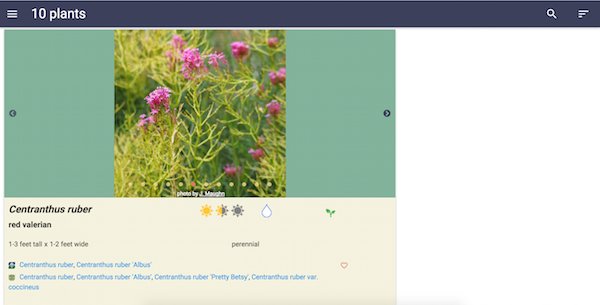 10 plants
photo by J. Maughn
Centranthus ruber
red valerian
1-3 feet tall x 1-2 feet wide perennial
Centranthus ruber, Centranthus ruber 'Albus'
Centranthus ruber, Centranthus ruber 'Albus', Centranthus ruber 'Pretty Betsy', Centranthus ruber var.
coccineus